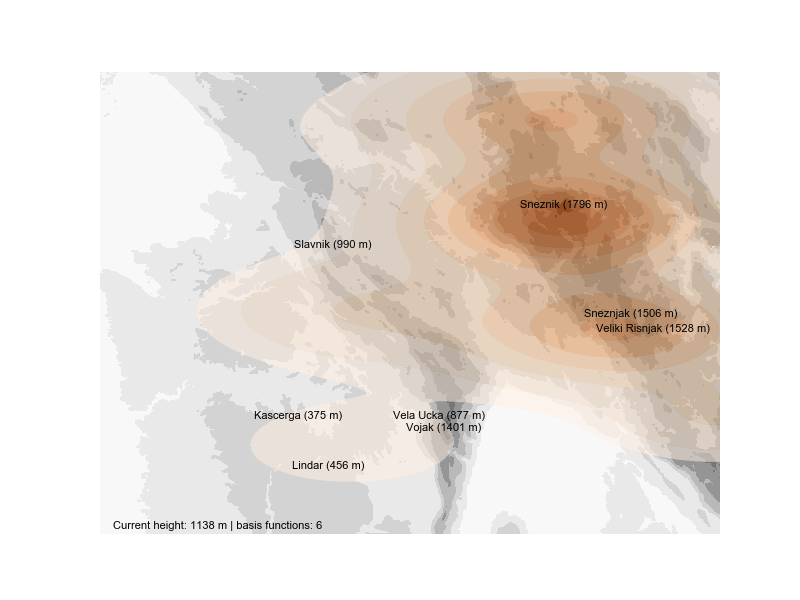 Sneznik (1796 m)
Slavnik (990 m)
Sneznjak (1506 m)
Veliki Risnjak (1528 m)
Kascerga (375 m)
Vela Ucka (877 m)
Vojak (1401 m)
Lindar (456 m)
Current height: 1138 m | basis functions: 6